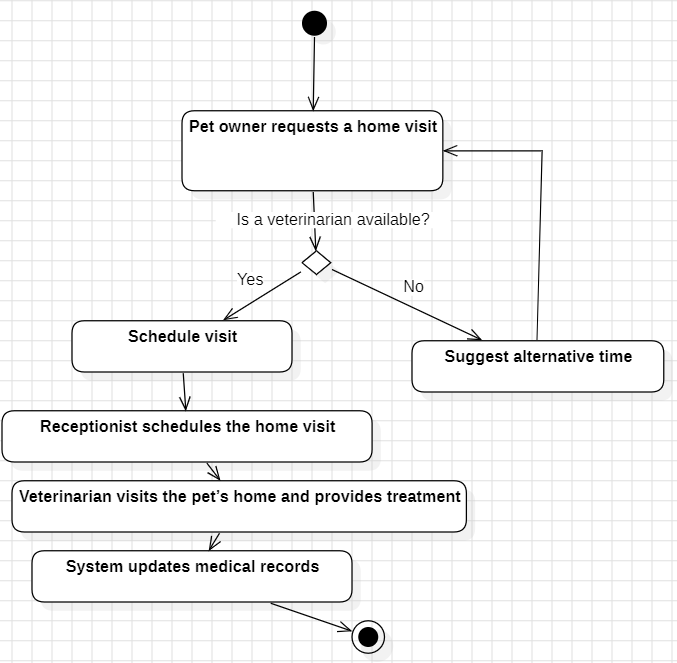 Pet owner requests a home visit
Is a veterinarian available?
Yes
No
Schedule visit
Suggest alternative time
Receptionist schedules the home visit
Veterinarian visits the pet's home and provides treatment
System updates medical records